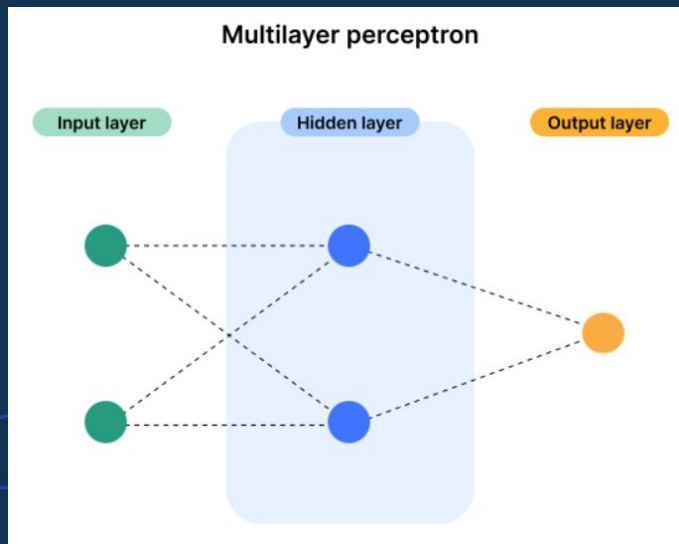 Multilayer perceptron
Input layer
Hidden layer
Output layer